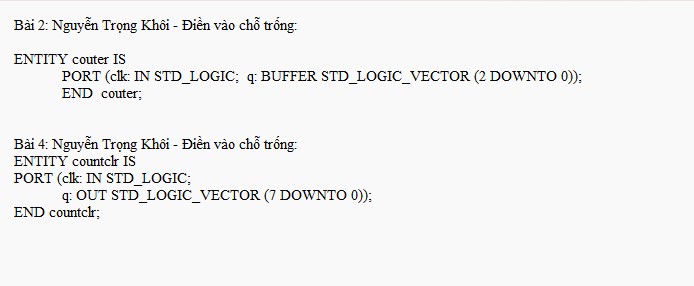 Bài 2: Nguyễn Trọng Khôi - Điền vào chỗ trống:
ENTITY couter IS
PORT (clk: IN STD_LOGIC; q: BUFFER STD_LOGIC_VECTOR (2 DOWNTO 0));
END couter;
Bài 4: Nguyễn Trọng Khôi - Điền vào chỗ trống:
ENTITY countclr IS
PORT (clk: IN STD_LOGIC;
q: OUT STD_LOGIC_VECTOR (7 DOWNTO 0));
END countclr;